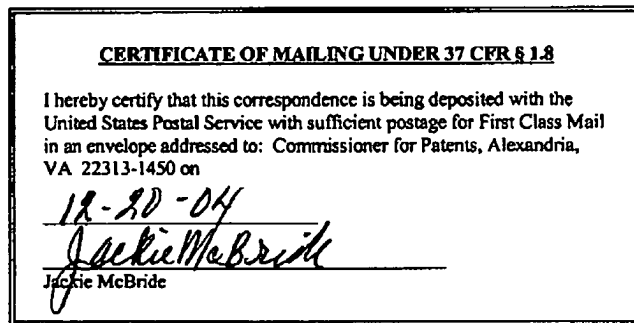 CERTIFICATE OF MAILING UNDER 37 CFR § 1.8
I hereby certify that this correspondence is being deposited with the
United States Postal Service with sufficient postage for First Class Mail
in an envelope addressed to: Commissioner for Patents, Alexandria,
VA 22313-1450 on
12-20-04
Jackie McBride
Jackie McBride